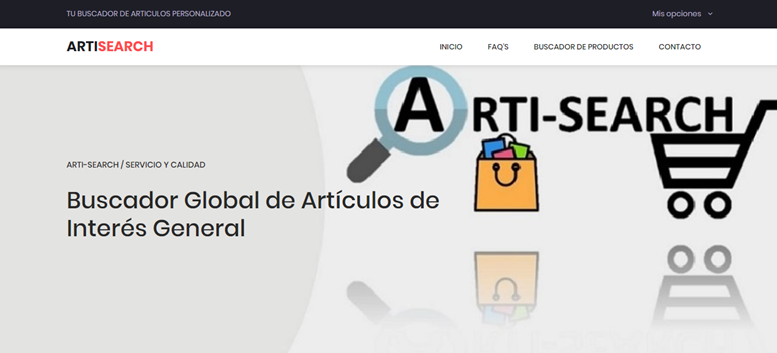 TU BUSCADOR DE ARTICULOS PERSONALIZADO
Mis opciones
ARTISEARCH
INICIO
FAQ'S
BUSCADOR DE PRODUCTOS
CONTACTO
ARTI-SEARCH
ARTI-SEARCH / SERVICIO Y CALIDAD
Buscador Global de Artículos de
Interés General